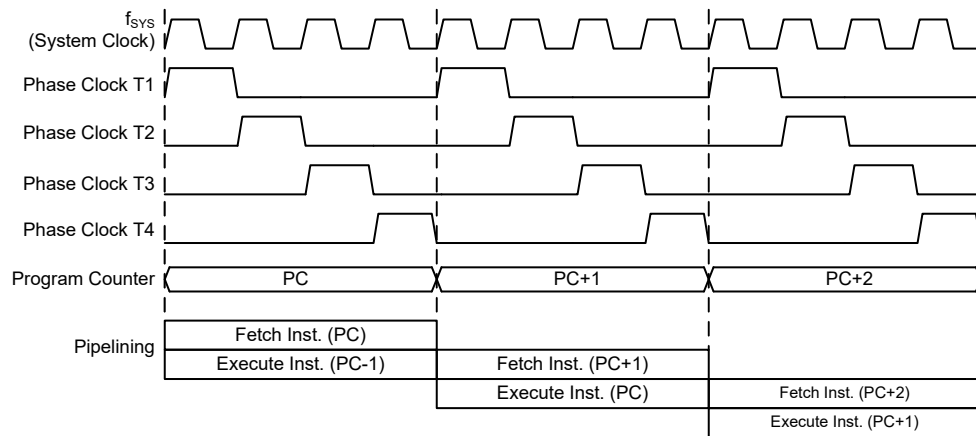 fSYS
(System Clock)
Phase Clock T1
Phase Clock T2
Phase Clock T3
Phase Clock T4
Program Counter PC PC+1 PC+2
Pipelining
Fetch Inst. (PC)
Execute Inst. (PC-1) Fetch Inst. (PC+1)
Execute Inst. (PC) Fetch Inst. (PC+2)
Execute Inst. (PC+1)